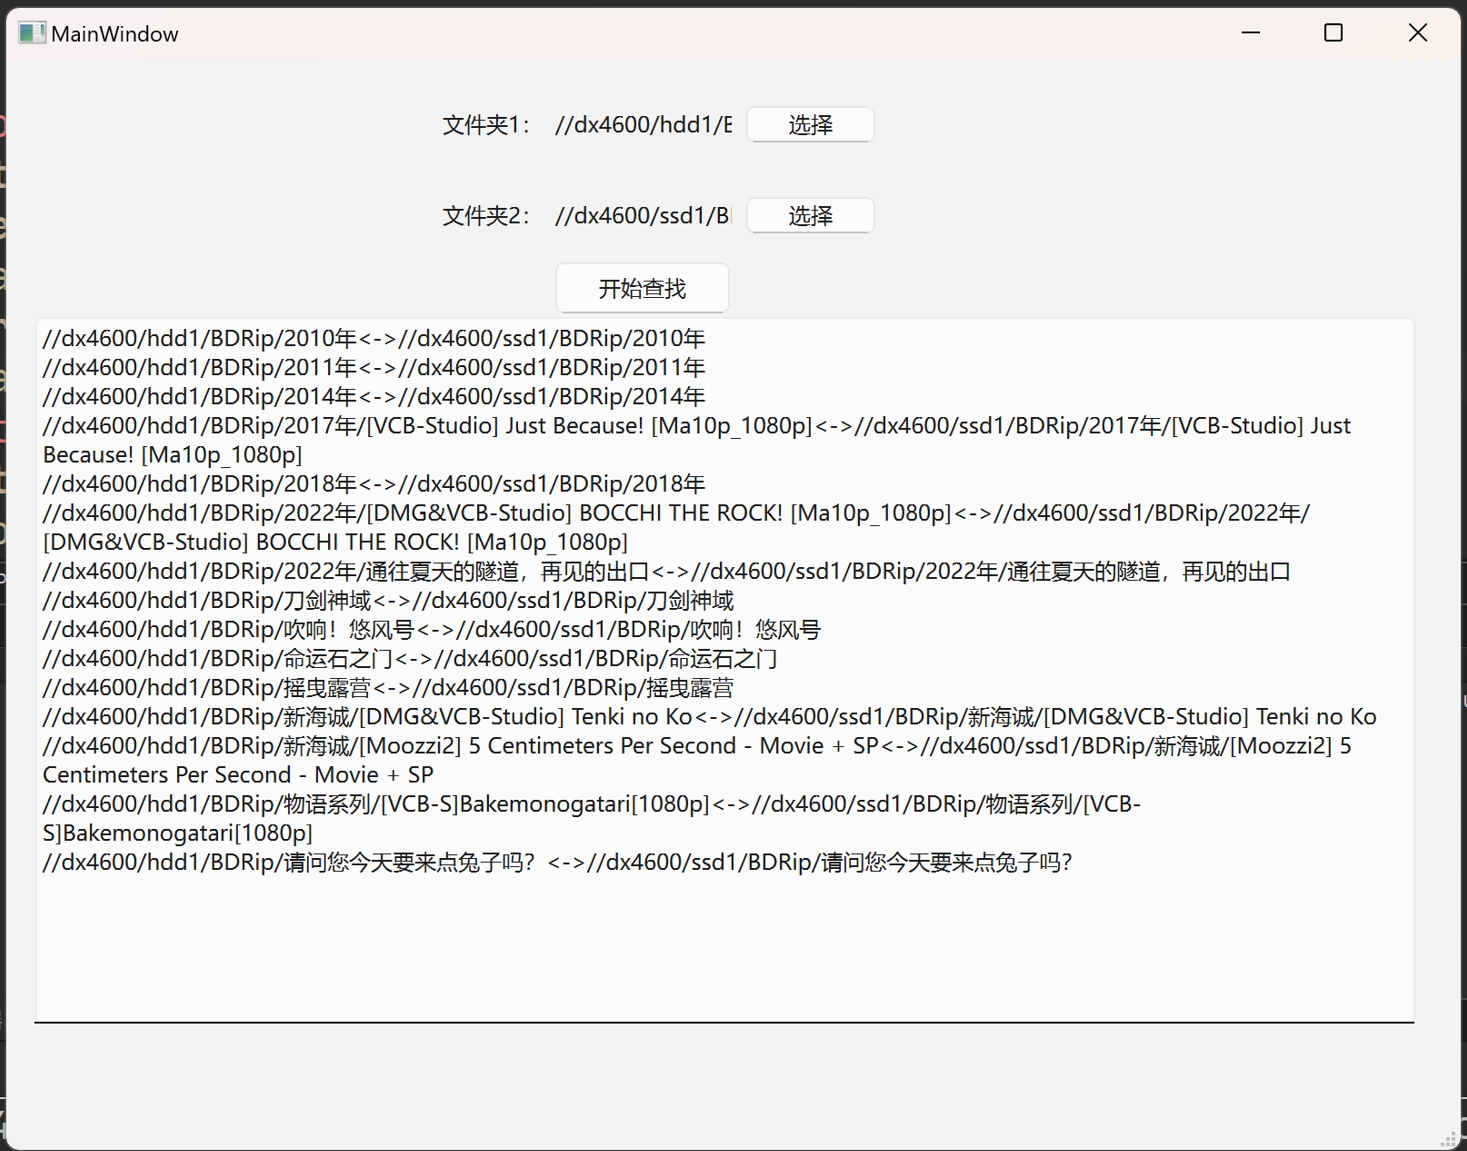 MainWindow
文件夹1： //dx4600/hdd1/B 选择
文件夹2： //dx4600/ssd1/B 选择
开始查找
//dx4600/hdd1/BDRip/2010年<->//dx4600/ssd1/BDRip/2010年
//dx4600/hdd1/BDRip/2011年<->//dx4600/ssd1/BDRip/2011年
//dx4600/hdd1/BDRip/2014年<->//dx4600/ssd1/BDRip/2014年
//dx4600/hdd1/BDRip/2017年/[VCB-Studio] Just Because! [Ma10p_1080p]<->//dx4600/ssd1/BDRip/2017年/[VCB-Studio] Just
Because! [Ma10p_1080p]
//dx4600/hdd1/BDRip/2018年<->//dx4600/ssd1/BDRip/2018年
//dx4600/hdd1/BDRip/2022年/[DMG&VCB-Studio] BOCCHI THE ROCK! [Ma10p_1080p]<->//dx4600/ssd1/BDRip/2022年/
[DMG&VCB-Studio] BOCCHI THE ROCK! [Ma10p_1080p]
//dx4600/hdd1/BDRip/2022年/通往夏天的隧道，再见的出口<->//dx4600/ssd1/BDRip/2022年/通往夏天的隧道，再见的出口
//dx4600/hdd1/BDRip/刀剑神域<->//dx4600/ssd1/BDRip/刀剑神域
//dx4600/hdd1/BDRip/吹响！悠风号<->//dx4600/ssd1/BDRip/吹响！悠风号
//dx4600/hdd1/BDRip/命运石之门<->//dx4600/ssd1/BDRip/命运石之门
//dx4600/hdd1/BDRip/摇曳露营<->//dx4600/ssd1/BDRip/摇曳露营
//dx4600/hdd1/BDRip/新海诚/[DMG&VCB-Studio] Tenki no Ko<->//dx4600/ssd1/BDRip/新海诚/[DMG&VCB-Studio] Tenki no Ko
//dx4600/hdd1/BDRip/新海诚/[Moozzi2] 5 Centimeters Per Second - Movie + SP<->//dx4600/ssd1/BDRip/新海诚/[Moozzi2] 5
Centimeters Per Second - Movie + SP
//dx4600/hdd1/BDRip/物语系列/[VCB-S]Bakemonogatari[1080p]<->//dx4600/ssd1/BDRip/物语系列/[VCB-
S]Bakemonogatari[1080p]
//dx4600/hdd1/BDRip/请问您今天要来点兔子吗？<->//dx4600/ssd1/BDRip/请问您今天要来点兔子吗？